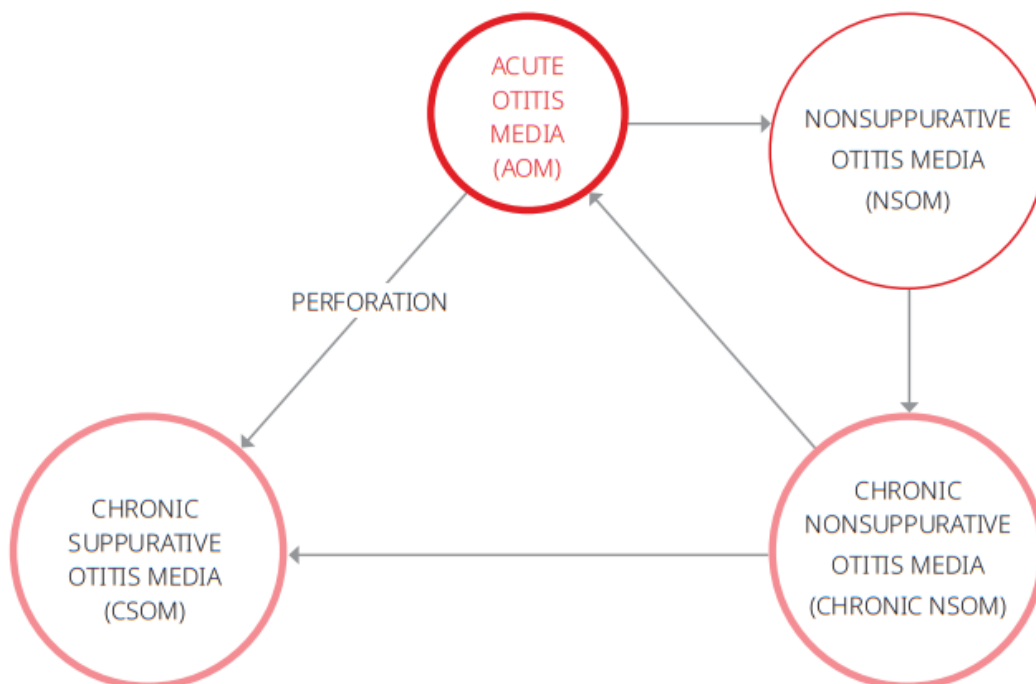 ACUTE
OTITIS
MEDIA
(AOM)
NONSUPPURATIVE
OTITIS MEDIA
(NSOM)
PERFORATION
CHRONIC
SUPPURATIVE
OTITIS MEDIA
(CSOM)
CHRONIC
NONSUPPURATIVE
OTITIS MEDIA
(CHRONIC NSOM)